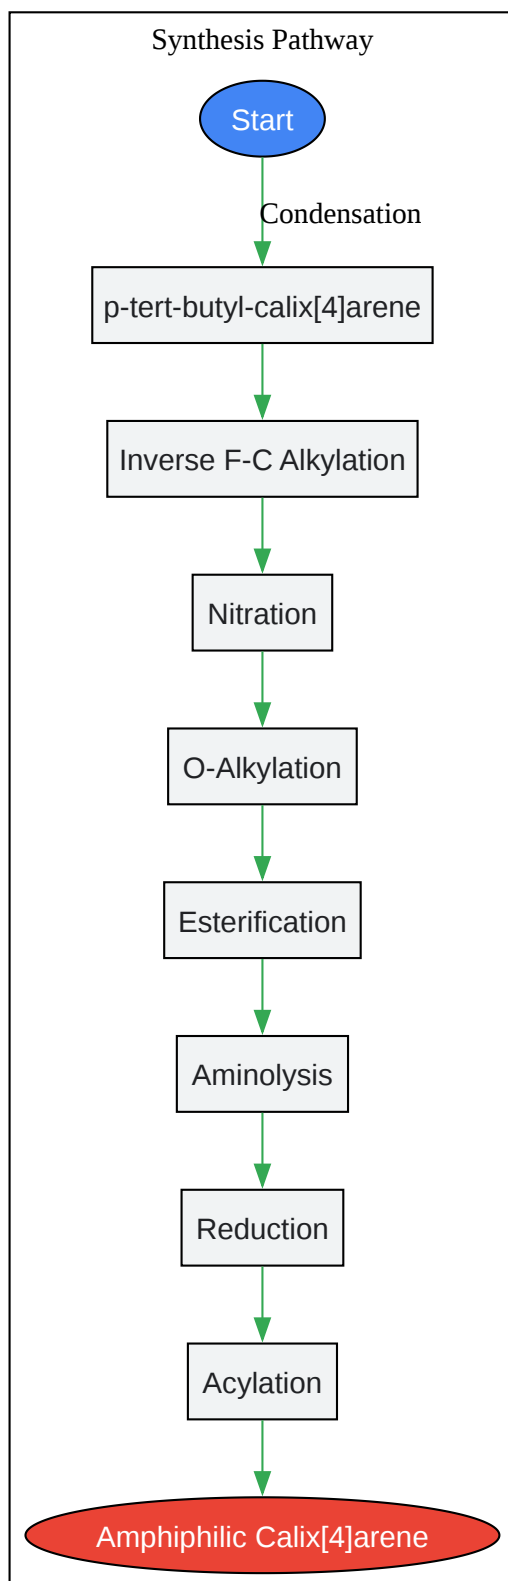 Synthesis Pathway
Start
Condensation
p-tert-butyl-calix[4]arene
Inverse F-C Alkylation
Nitration
O-Alkylation
Esterification
Aminolysis
Reduction
Acylation
Amphiphilic Calix[4]arene